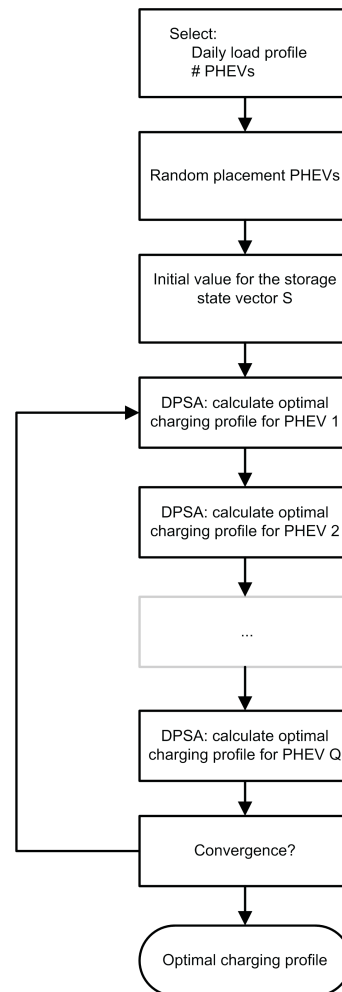 Select:
Daily load profile
# PHEVs
Random placement PHEVs
Initial value for the storage
state vector S
DPSA: calculate optimal
charging profile for PHEV 1
DPSA: calculate optimal
charging profile for PHEV 2
...
DPSA: calculate optimal
charging profile for PHEV Q
Convergence?
Optimal charging profile